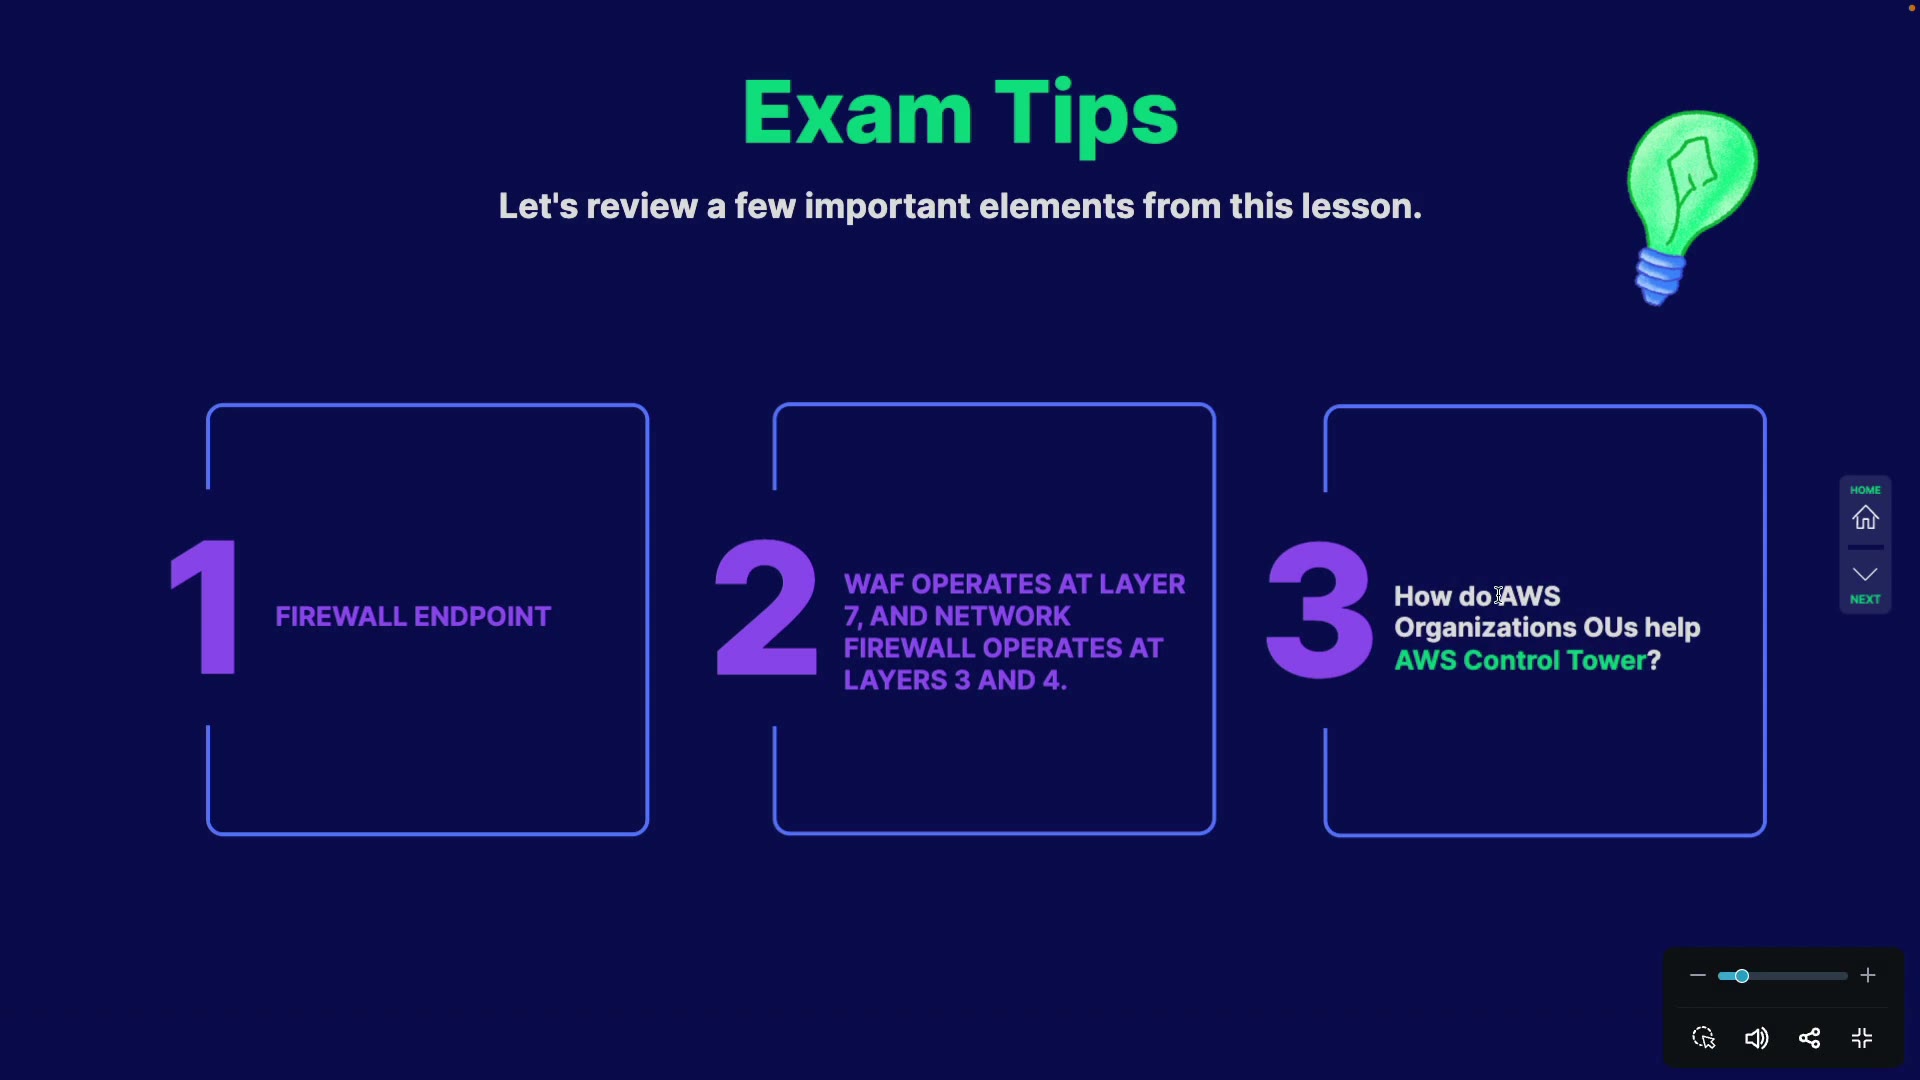 Exam Tips
Let's review a few important elements from this lesson.
1
FIREWALL ENDPOINT
2
WAF OPERATES AT LAYER
7, AND NETWORK
FIREWALL OPERATES AT
LAYERS 3 AND 4.
3
How do AWS
Organizations OUs help
AWS Control Tower?
HOME
NEXT